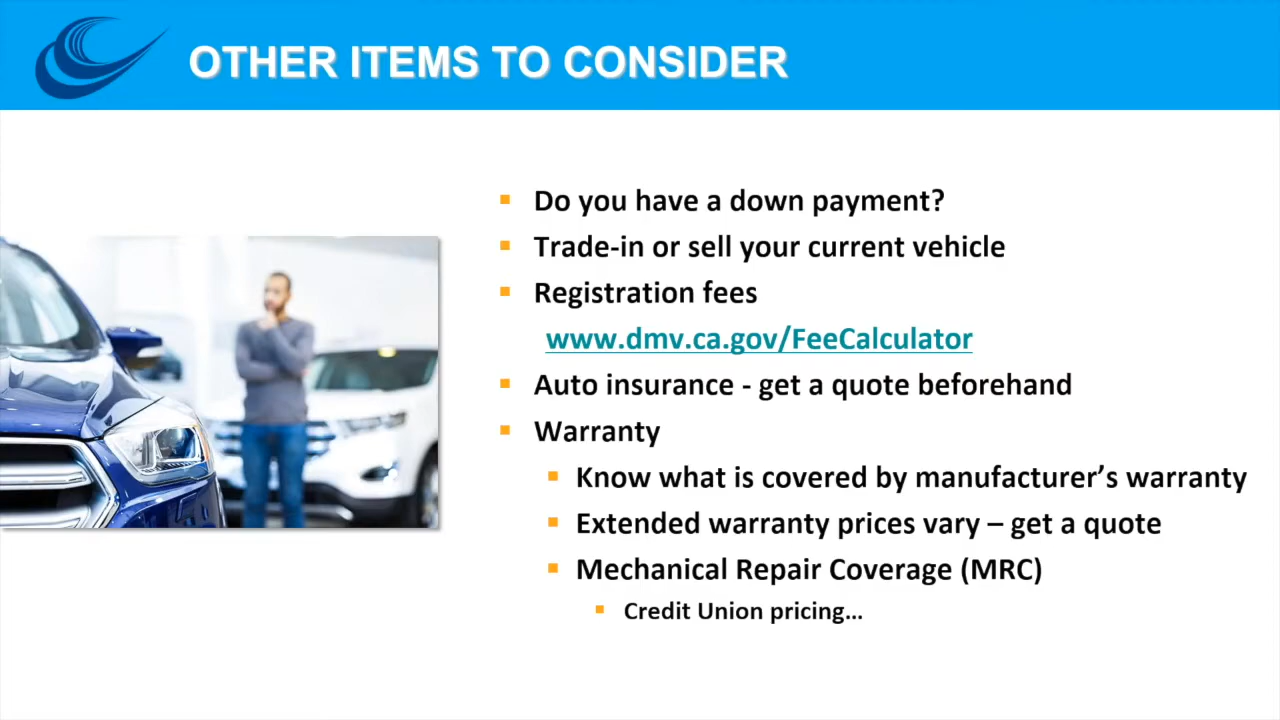 OTHER ITEMS TO CONSIDER
Do you have a down payment?
Trade-in or sell your current vehicle
Registration fees
www.dmv.ca.gov/FeeCalculator
Auto insurance - get a quote beforehand
Warranty
Know what is covered by manufacturer’s warranty
Extended warranty prices vary – get a quote
Mechanical Repair Coverage (MRC)
Credit Union pricing…